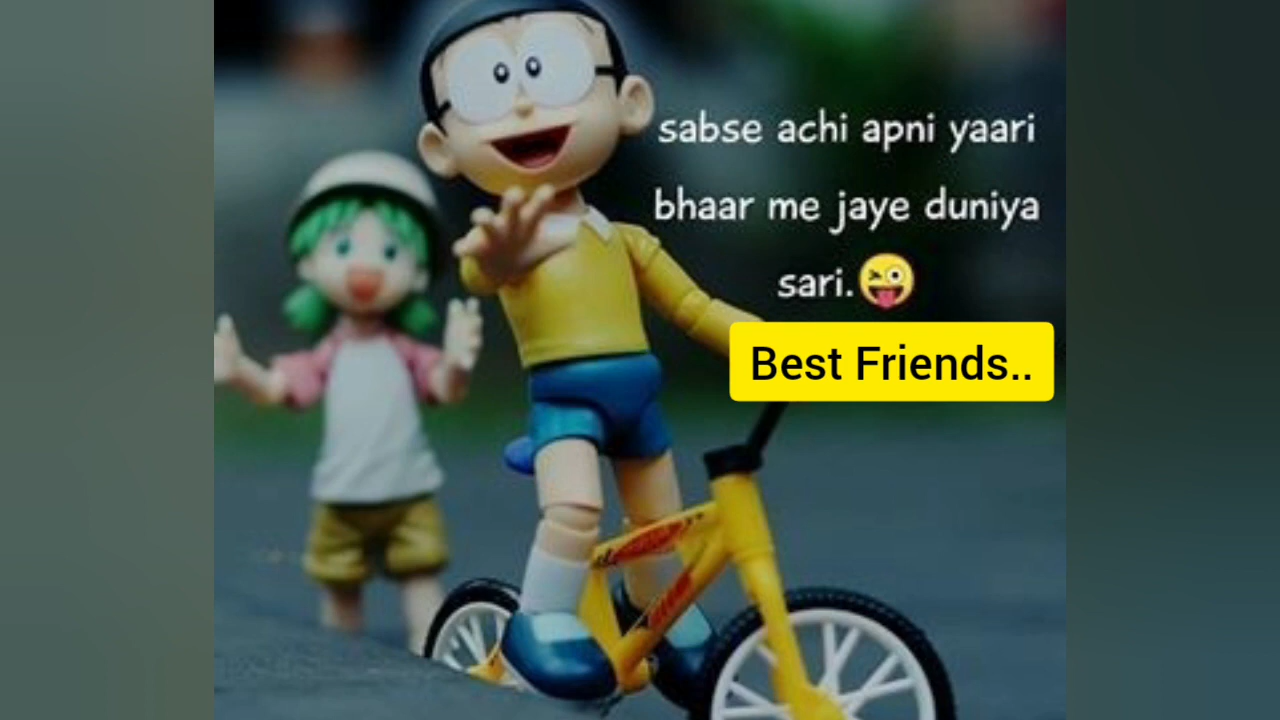 sabse achi apni yaari
bhaar me jaye duniya
sari.😜
Best Friends..